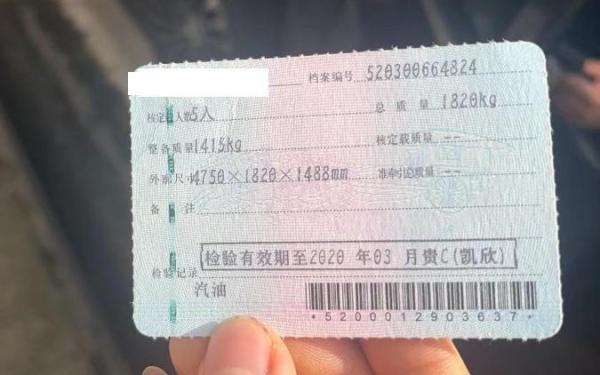 档案编号 520300664824
核定载人数 5人 总质量 1820kg
整备质量 1415kg 核定载质量 --
外廓尺寸 4750×1820×1488mm 准牵引总质量 --
备注
检验记录 检验有效期至2020 年03 月贵C(凯欣)
汽油
*5200012903637*